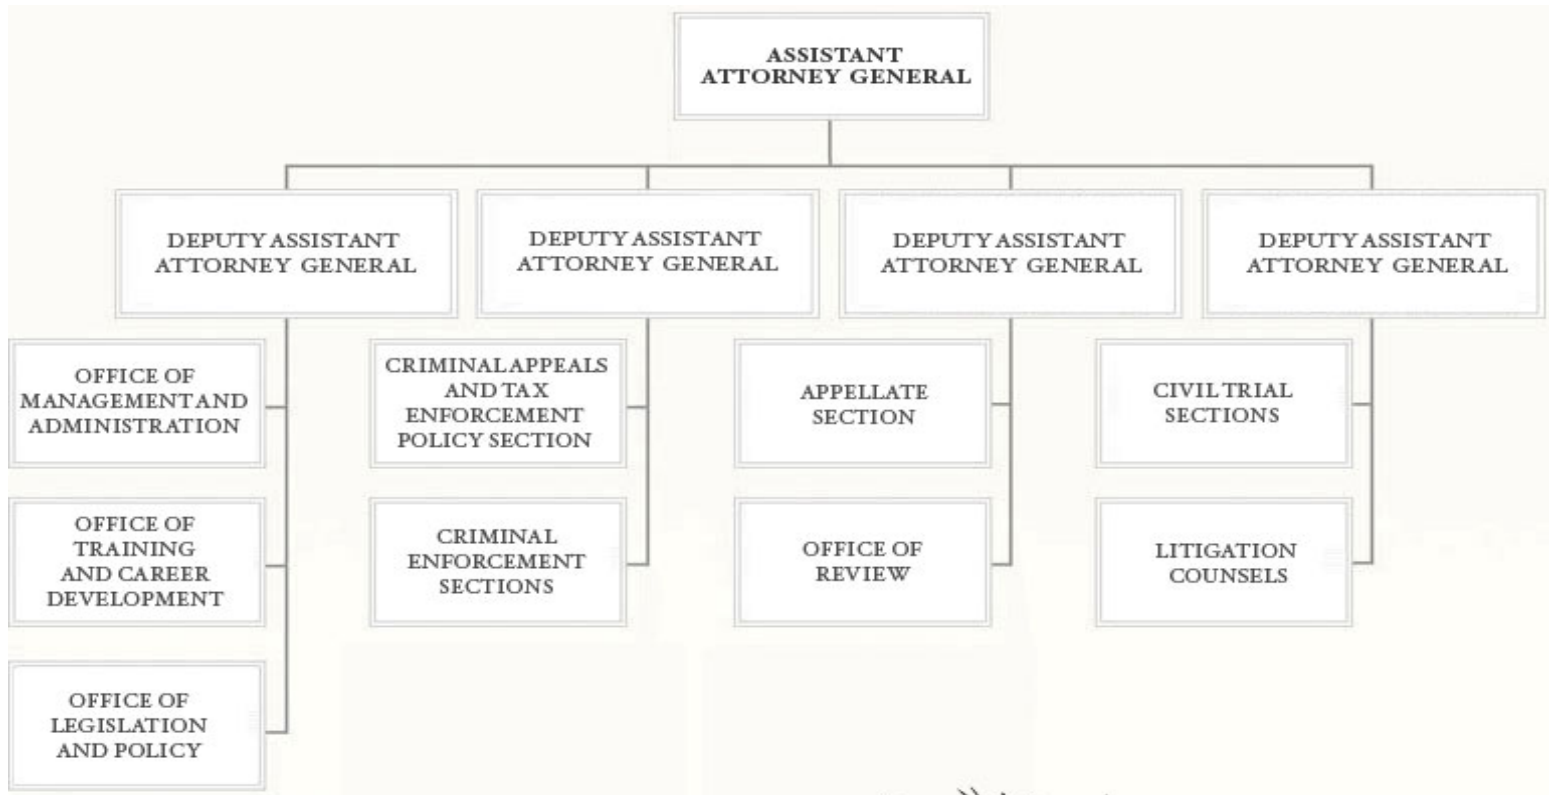 ASSISTANT
ATTORNEY GENERAL
DEPUTY ASSISTANT
ATTORNEY GENERAL
DEPUTY ASSISTANT
ATTORNEY GENERAL
DEPUTY ASSISTANT
ATTORNEY GENERAL
DEPUTY ASSISTANT
ATTORNEY GENERAL
OFFICE OF
MANAGEMENT AND
ADMINISTRATION
OFFICE OF
TRAINING
AND CAREER
DEVELOPMENT
OFFICE OF
LEGISLATION
AND POLICY
CRIMINAL APPEALS
AND TAX
ENFORCEMENT
POLICY SECTION
CRIMINAL
ENFORCEMENT
SECTIONS
APPELLATE
SECTION
OFFICE OF
REVIEW
CIVIL TRIAL
SECTIONS
LITIGATION
COUNSELS